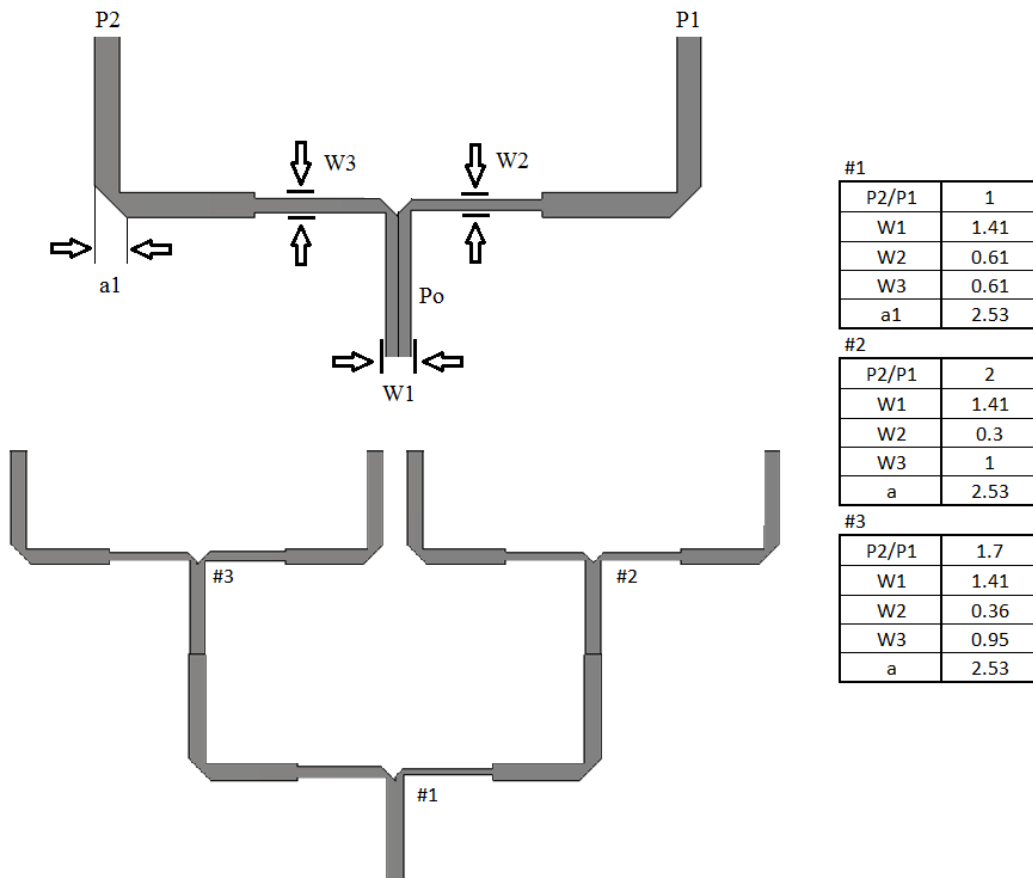 P2 P1
W3 W2
a1 Po
W1
#3 #2
#1
#1
P2/P1 1
W1 1.41
W2 0.61
W3 0.61
a1 2.53
#2
P2/P1 2
W1 1.41
W2 0.3
W3 1
a 2.53
#3
P2/P1 1.7
W1 1.41
W2 0.36
W3 0.95
a 2.53